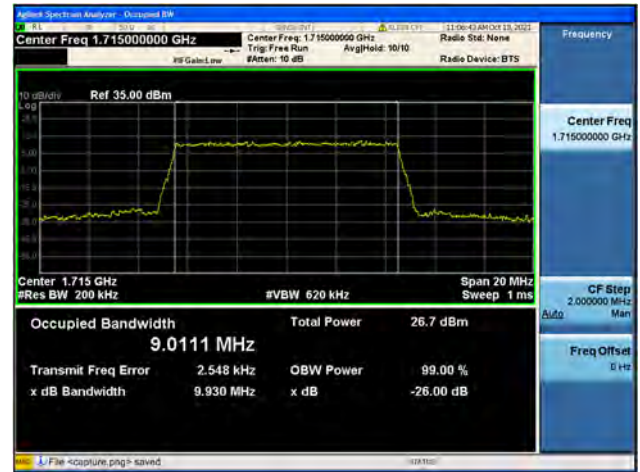 Agilent Spectrum Analyzer - Occupied BW
Center Freq 1.715000000 GHz
#IFGain:Low
Center Freq: 1.715000000 GHz
Trig: Free Run
Avg|Hold: 10/10
#Atten: 10 dB
11:06:43 AM Oct 18, 2021
Radio Std: None
Radio Device: BTS
Frequency
10 dB/div
Ref 35.00 dBm
Log
Center Freq
1.715000000 GHz
Center 1.715 GHz
Span 20 MHz
#Res BW 200 kHz
#VBW 620 kHz
Sweep 1 ms
CF Step
2.000000 MHz
Auto Man
Occupied Bandwidth
9.0111 MHz
Total Power 26.7 dBm
Transmit Freq Error 2.548 kHz
OBW Power 99.00 %
x dB Bandwidth 9.930 MHz
x dB -26.00 dB
Freq Offset
0 Hz
File <capture.png> saved
STATUS